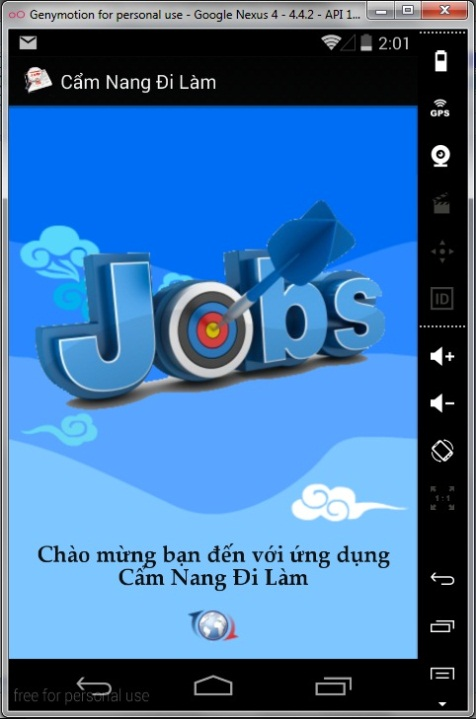 Genymotion for personal use - Google Nexus 4 - 4.4.2 - API 1...
2:01
Cẩm Nang Đi Làm
GPS
ID
Jobs
1:1
Chào mừng bạn đến với ứng dụng
Cẩm Nang Đi Làm
free for personal use